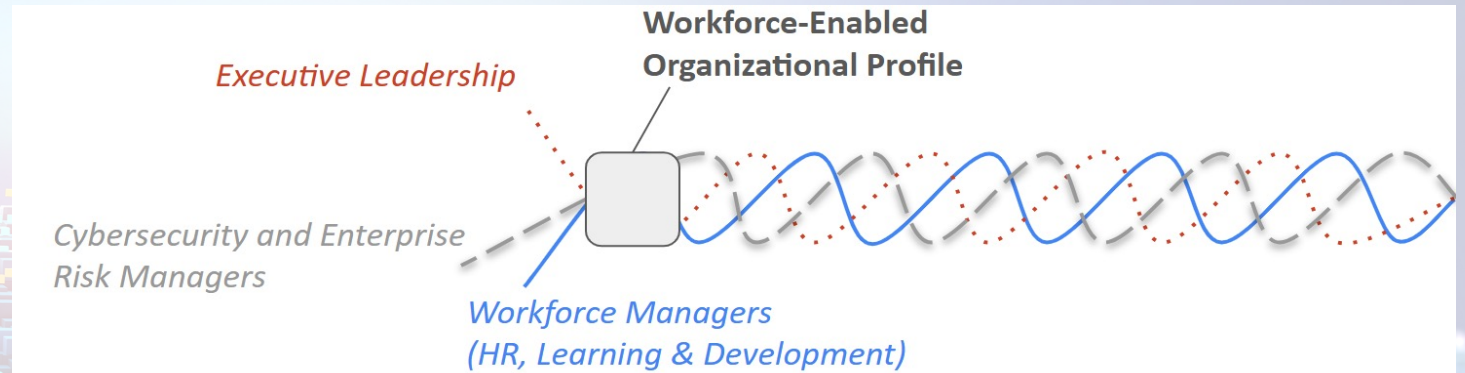 Workforce-Enabled
Organizational Profile
Executive Leadership
Cybersecurity and Enterprise
Risk Managers
Workforce Managers
(HR, Learning & Development)